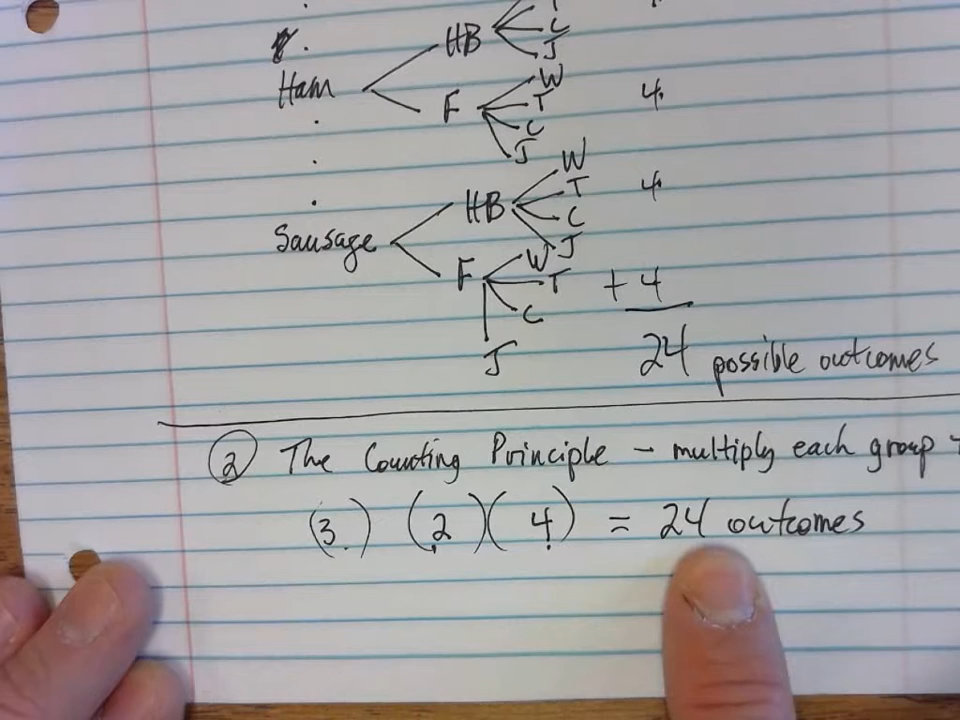 C
HB
J
Ham
W
F T 4
C
J
W
T 4
HB
C
Sausage J
W
F T + 4
C
24 possible outcomes
J
② The Counting Principle – multiply each group
(3.) (2)(4) = 24 outcomes